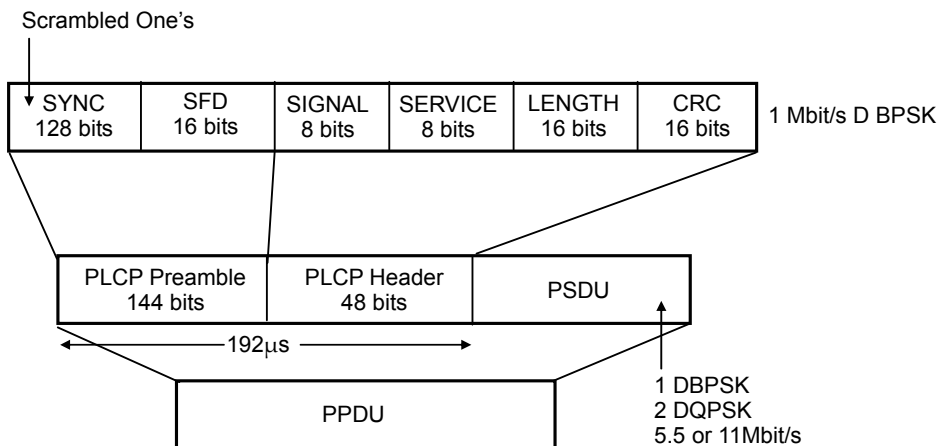 Scrambled One's
SYNC
128 bits
SFD
16 bits
SIGNAL
8 bits
SERVICE
8 bits
LENGTH
16 bits
CRC
16 bits
1 Mbit/s D BPSK
PLCP Preamble
144 bits
PLCP Header
48 bits
PSDU
192μs
1 DBPSK
2 DQPSK
5.5 or 11Mbit/s
PPDU